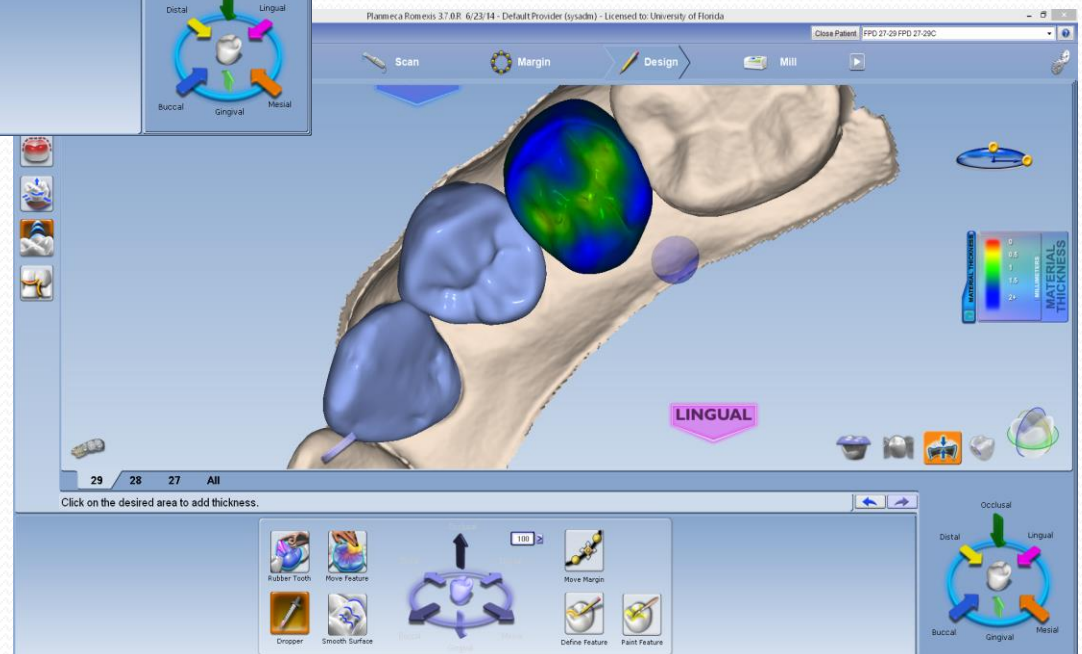 Distal
Lingual
Buccal
Gingival
Mesial
Planmeca Romexis 3.7.0.R 6/23/14 - Default Provider (sysadm) - Licensed to: University of Florida
Close Patient
FPD 27-29 FPD 27-29C
Scan
Margin
Design
Mill
MATERIAL THICKNESS
0
0.5
1
1.5
2+
MILLIMETERS
MATERIAL THICKNESS
LINGUAL
29
28
27
All
Click on the desired area to add thickness.
Rubber Tooth
Move Feature
Dropper
Smooth Surface
100
Move Margin
Define Feature
Paint Feature
Occlusal
Distal
Lingual
Buccal
Gingival
Mesial